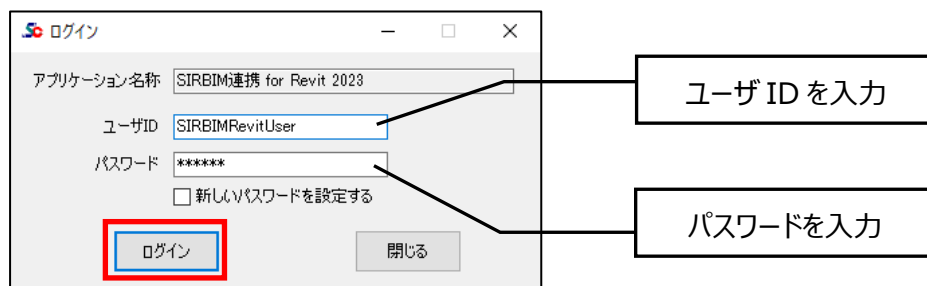 Sc ログイン
アプリケーション名称 SIRBIM連携 for Revit 2023
ユーザ ID を入力
ユーザID SIRBIMRevitUser
パスワード ******
新しいパスワードを設定する
パスワードを入力
ログイン 閉じる